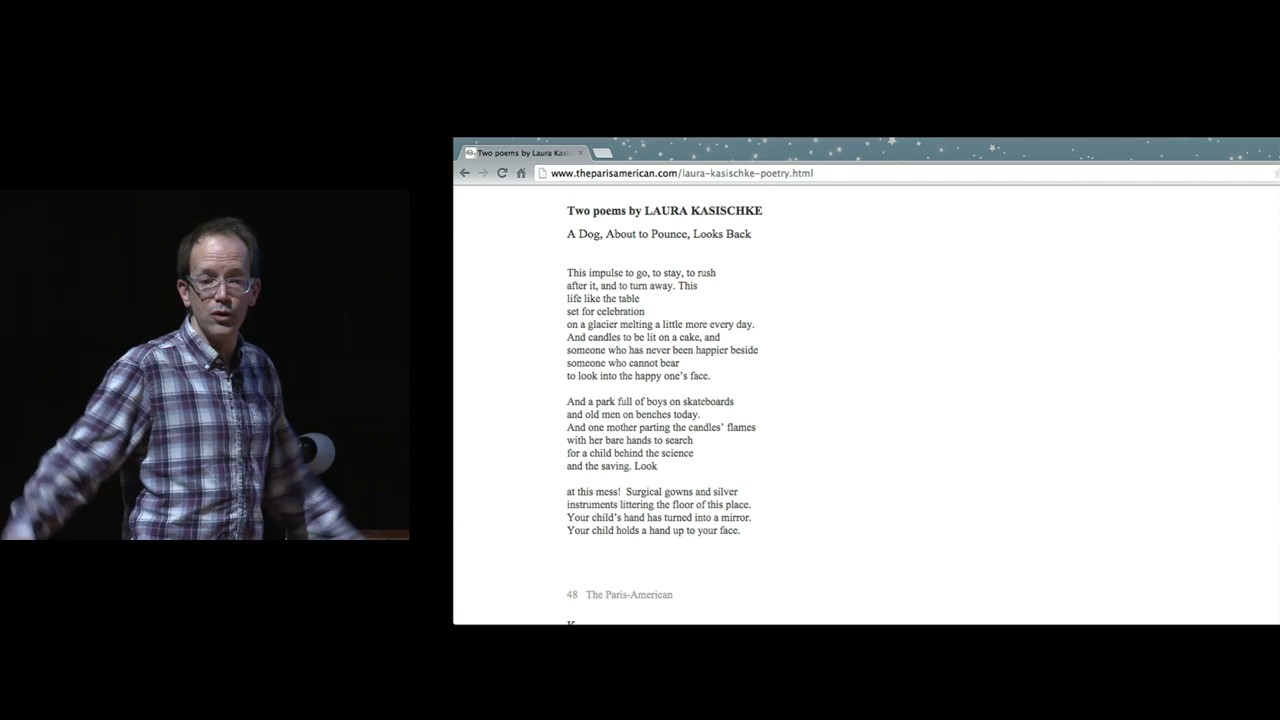 Two poems by Laura Kasis
www.theparisamerican.com/laura-kasischke-poetry.html
Two poems by LAURA KASISCHKE
A Dog, About to Pounce, Looks Back
This impulse to go, to stay, to rush
after it, and to turn away. This
life like the table
set for celebration
on a glacier melting a little more every day.
And candles to be lit on a cake, and
someone who has never been happier beside
someone who cannot bear
to look into the happy one's face.
And a park full of boys on skateboards
and old men on benches today.
And one mother parting the candles' flames
with her bare hands to search
for a child behind the science
and the saving. Look
at this mess!  Surgical gowns and silver
instruments littering the floor of this place.
Your child's hand has turned into a mirror.
Your child holds a hand up to your face.
48 The Paris-American